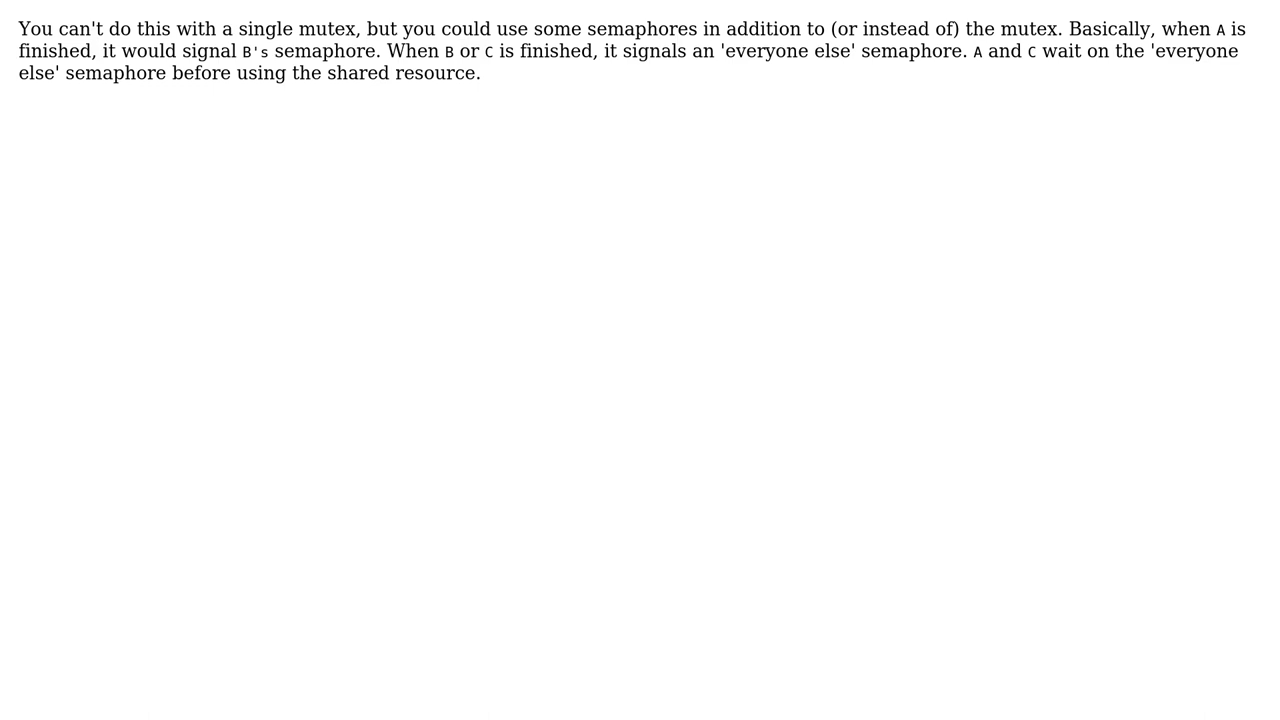 You can't do this with a single mutex, but you could use some semaphores in addition to (or instead of) the mutex. Basically, when A is
finished, it would signal B's semaphore. When B or C is finished, it signals an 'everyone else' semaphore. A and C wait on the 'everyone
else' semaphore before using the shared resource.